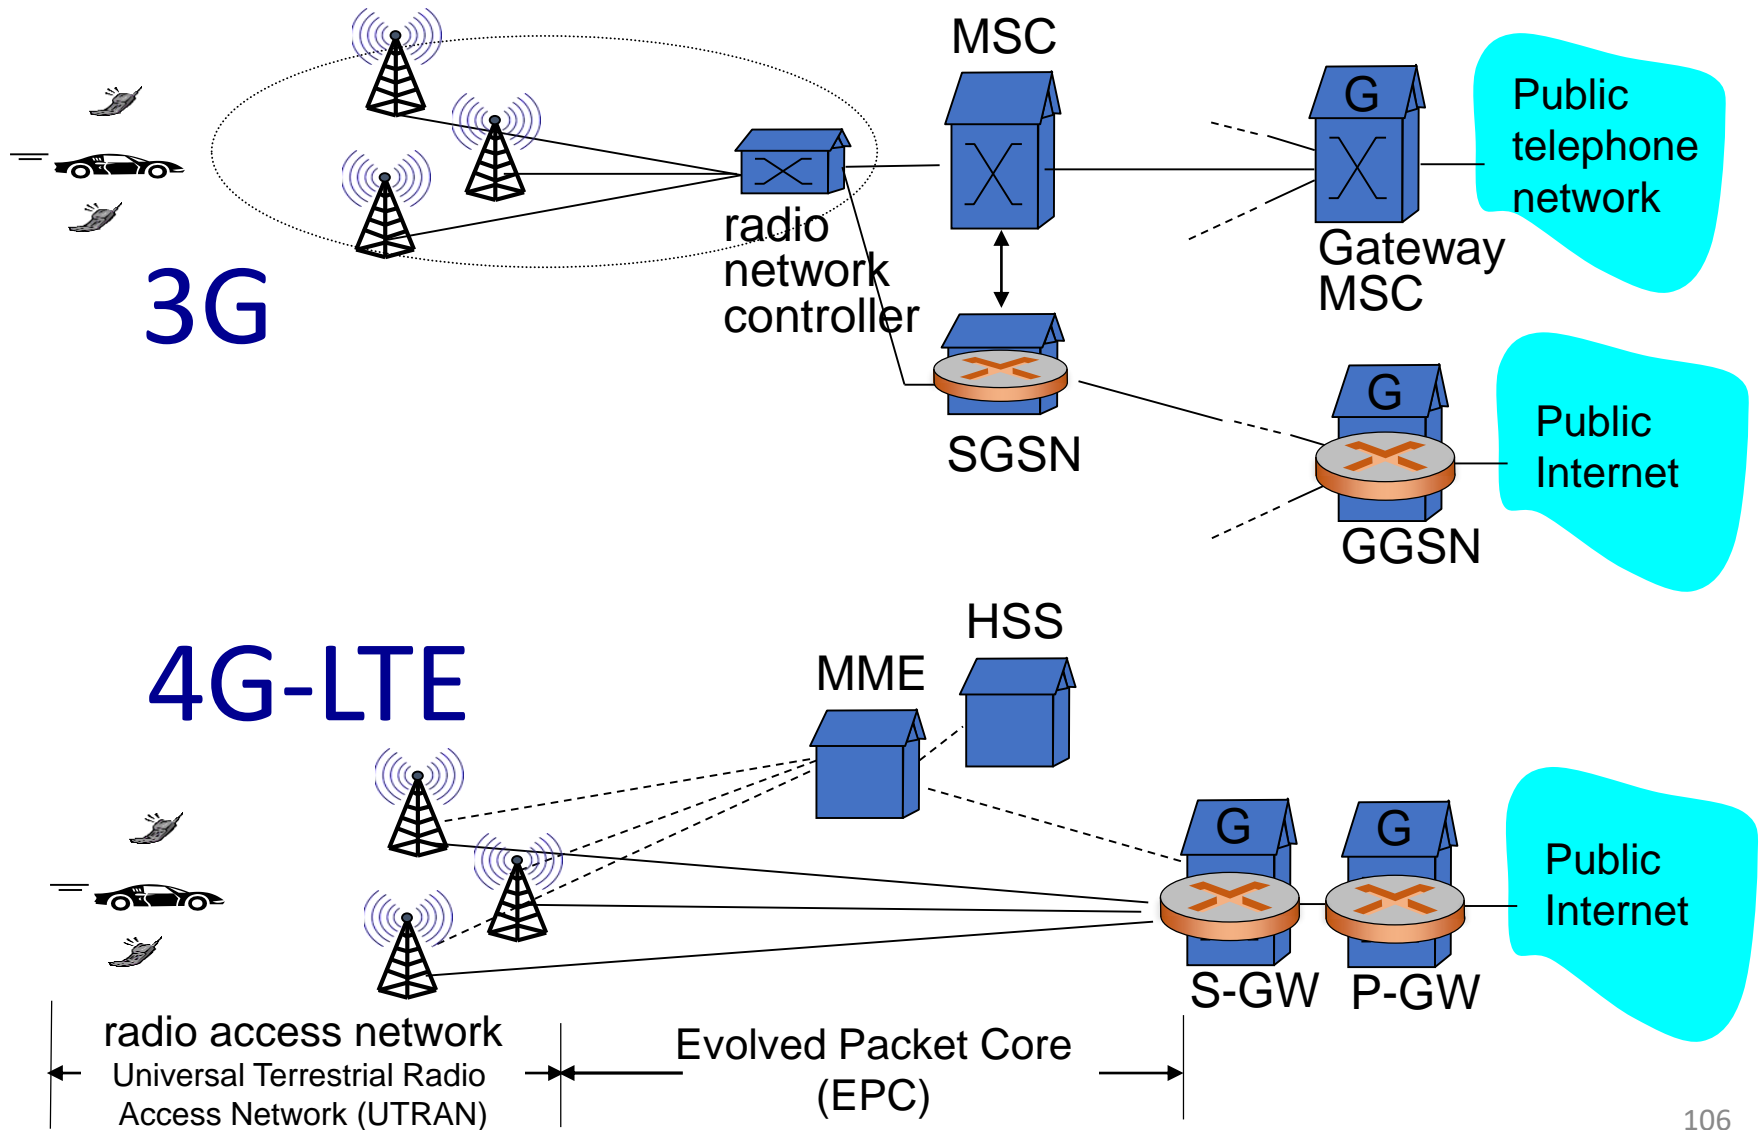 MSC
G
Public
telephone
network
radio
network
controller
Gateway
MSC
3G
G
SGSN
Public
Internet
GGSN
HSS
4G-LTE
MME
G
G
Public
Internet
S-GW
P-GW
radio access network
Universal Terrestrial Radio
Access Network (UTRAN)
Evolved Packet Core
(EPC)
106